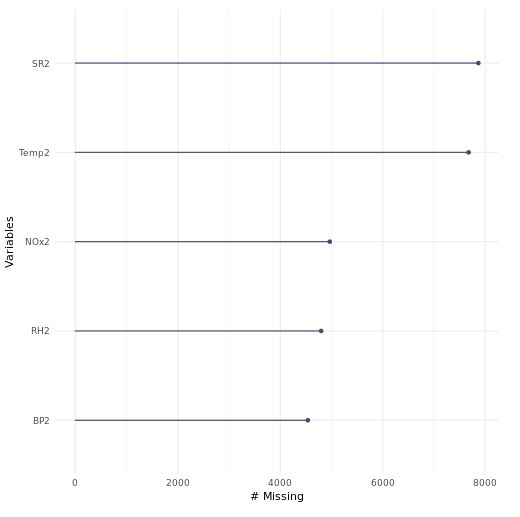 SR2
Temp2
NOx2
RH2
BP2
Variables
0 2000 4000 6000 8000
# Missing